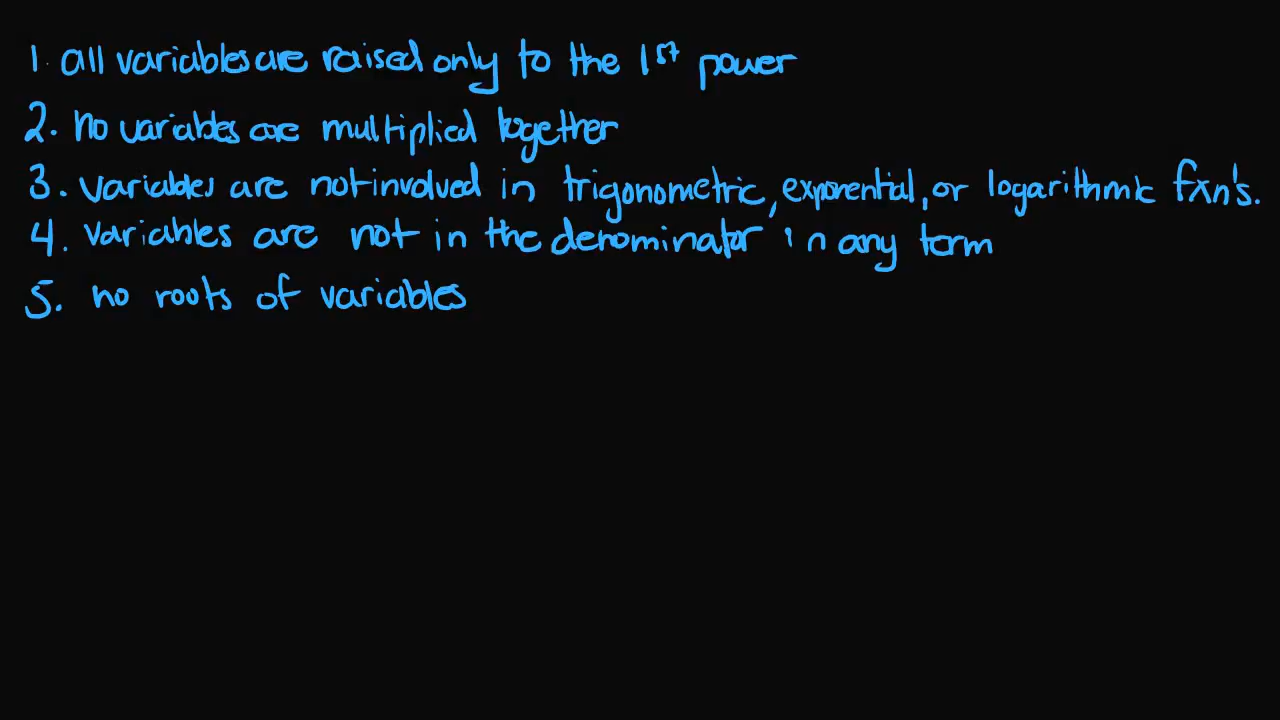 1. all variables are raised only to the 1st power
2. no variables are multiplied together
3. variables are not involved in trigonometric, exponential, or logarithmic fxn's.
4. variables are not in the denominator in any term
5. no roots of variables